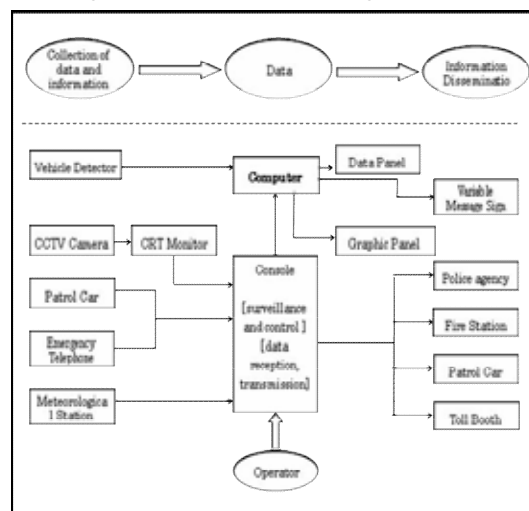 Collection of
data and
information
Data
Information
Disseminatio
Vehicle Detector
Computer
Data Panel
Variable
Message Sign
CCTV Camera
CRT Monitor
Graphic Panel
Console
[surveillance
and control ]
[data
reception,
transmission]
Patrol Car
Emergency
Telephone
Meteorologica
l Station
Police agency
Fire Station
Patrol Car
Toll Booth
Operator